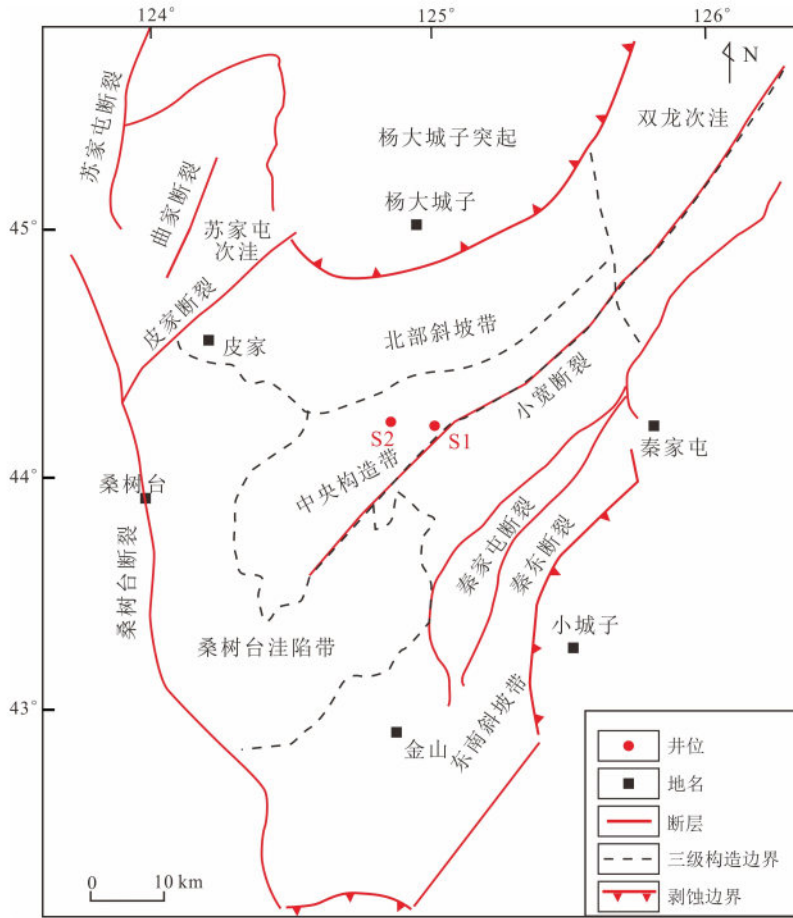 124°
125°
126°
N
苏家屯断裂
杨大城子突起
双龙次洼
曲家断裂
杨大城子
45°
苏家屯
次洼
皮家断裂
北部斜坡带
皮家
小宽断裂
S2
S1
秦家屯
44°
桑树台
中央构造带
桑树台断裂
秦家屯断裂
秦东断裂
小城子
桑树台洼陷带
43°
金山
东南斜坡带
井位
地名
断层
三级构造边界
剥蚀边界
0
10 km